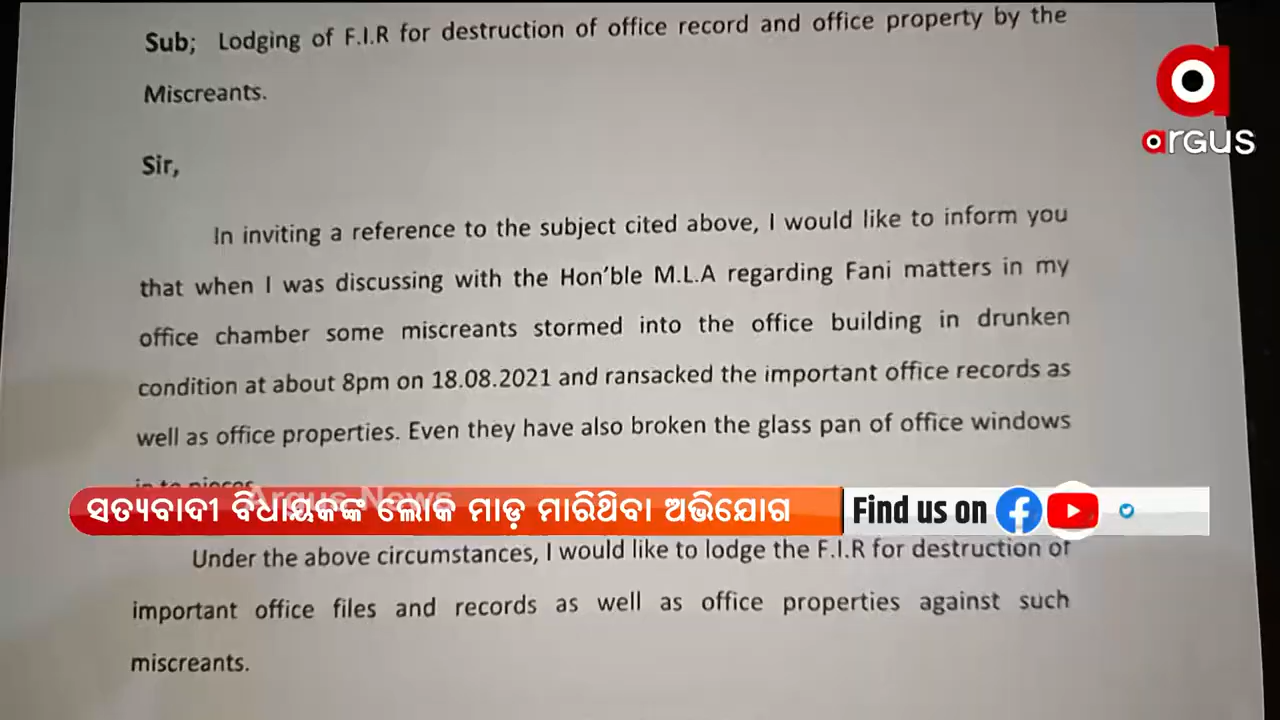 Sub; Lodging of F.I.R for destruction of office record and office property by the
Miscreants.
argus
Sir,
In inviting a reference to the subject cited above, I would like to inform you
that when I was discussing with the Hon'ble M.L.A regarding Fani matters in my
office chamber some miscreants stormed into the office building in drunken
condition at about 8pm on 18.08.2021 and ransacked the important office records as
well as office properties. Even they have also broken the glass pan of office windows
in to pieces
Argus News
ସତ୍ୟବାଦୀ ବିଧାୟକଙ୍କ ଲୋକ ମାଡ଼ ମାରିଥିବା ଅଭିଯୋଗ
Find us on
Under the above circumstances, I would like to lodge the F.I.R for destruction of
important office files and records as well as office properties against such
miscreants.